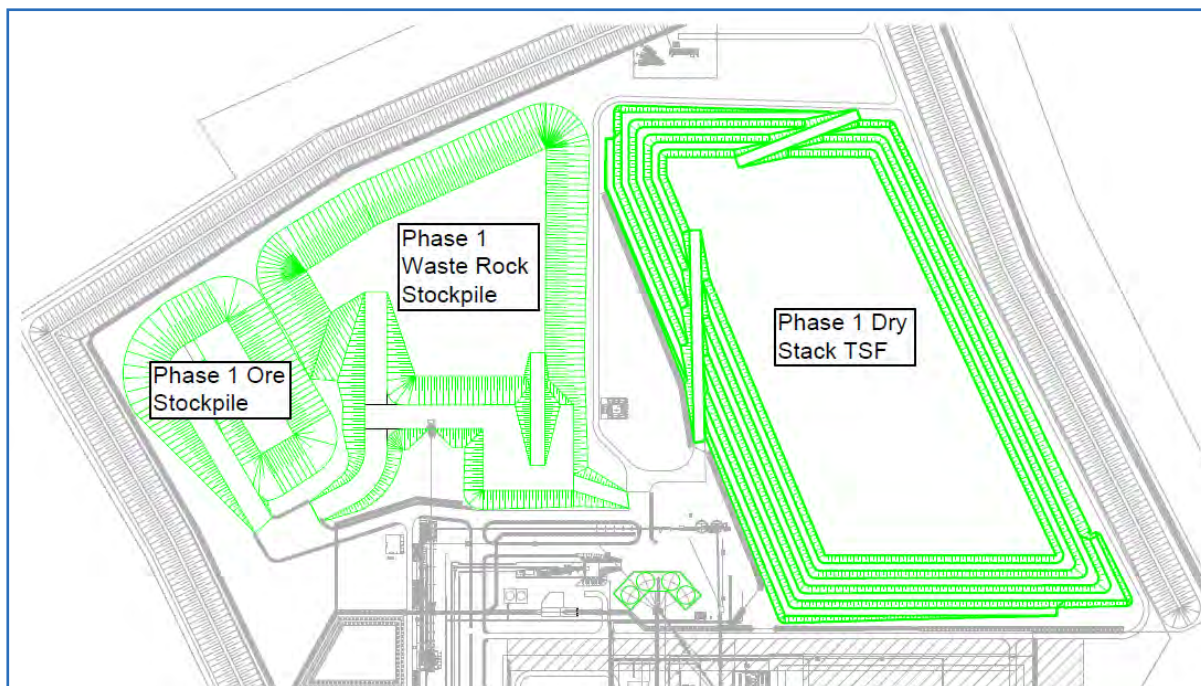 Phase 1
Waste Rock
Stockpile
Phase 1 Ore
Stockpile
Phase 1 Dry
Stack TSF